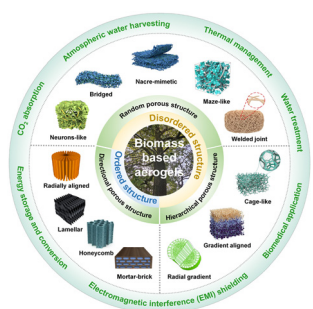 Atmospheric water harvesting
Thermal management
CO₂ absorption
Water treatment
Energy storage and conversion
Biomedical application
Electromagnetic interference (EMI) shielding
Nacre-mimetic
Bridged
Maze-like
Neurons-like
Welded joint
Random porous structure
Disordered structure
Biomass
based
aerogels
Ordered structure
Directional porous structure
Hierarchical porous structure
Radially aligned
Cage-like
Lamellar
Gradient aligned
Honeycomb
Mortar-brick
Radial gradient